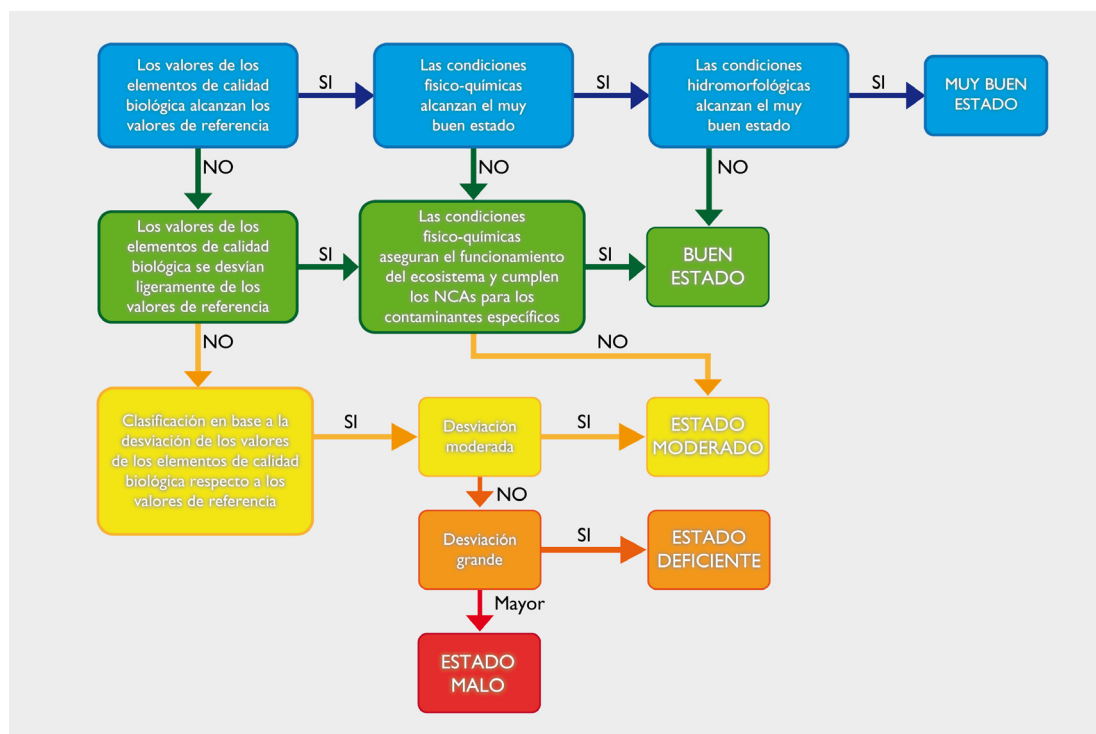 Los valores de los
elementos de calidad
biológica alcanzan los
valores de referencia
SI
Las condiciones
fisico-químicas
alcanzan el muy
buen estado
SI
Las condiciones
hidromorfológicas
alcanzan el muy
buen estado
SI
MUY BUEN
ESTADO
NO
NO
NO
Los valores de los
elementos de calidad
biológica se desvían
ligeramente de los
valores de referencia
SI
Las condiciones
fisico-químicas
aseguran el funcionamiento
del ecosistema y cumplen
los NCAs para los
contaminantes específicos
SI
BUEN
ESTADO
NO
NO
Clasificación en base a la
desviación de los valores
de los elementos de calidad
biológica respecto a los
valores de referencia
SI
Desviación
moderada
SI
ESTADO
MODERADO
NO
Desviación
grande
SI
ESTADO
DEFICIENTE
Mayor
ESTADO
MALO